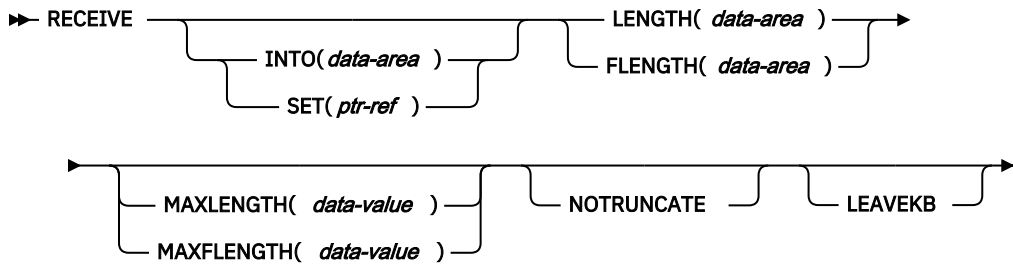 RECEIVE LENGTH( data-area )
INTO( data-area ) FLENGTH( data-area )
SET( ptr-ref )
MAXLENGTH( data-value ) NOTRUNCATE LEAVEKB
MAXFLENGTH( data-value )